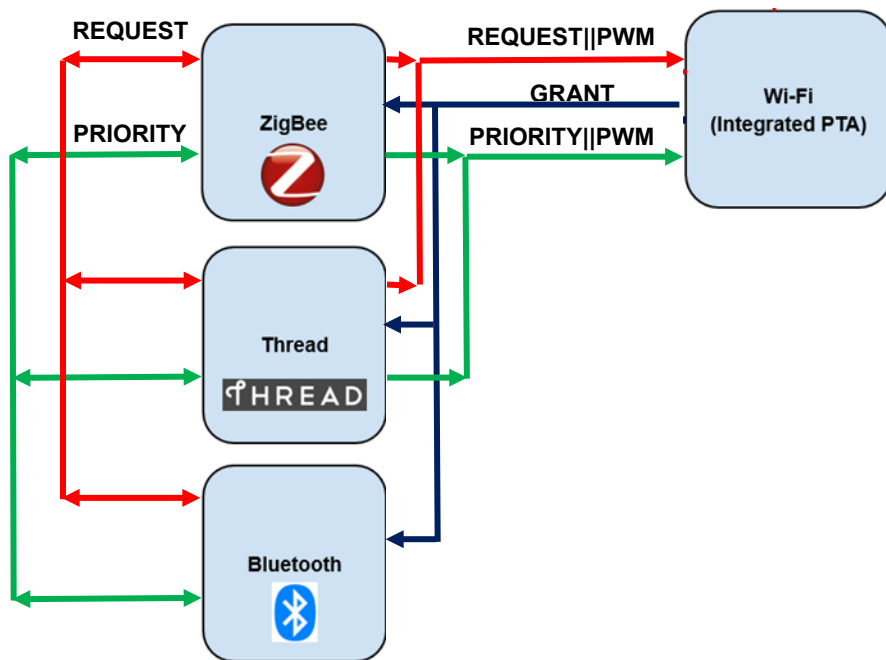 REQUEST
REQUEST||PWM
GRANT
PRIORITY
PRIORITY||PWM
ZigBee
Z
Wi-Fi
(Integrated PTA)
Thread
THREAD
Bluetooth